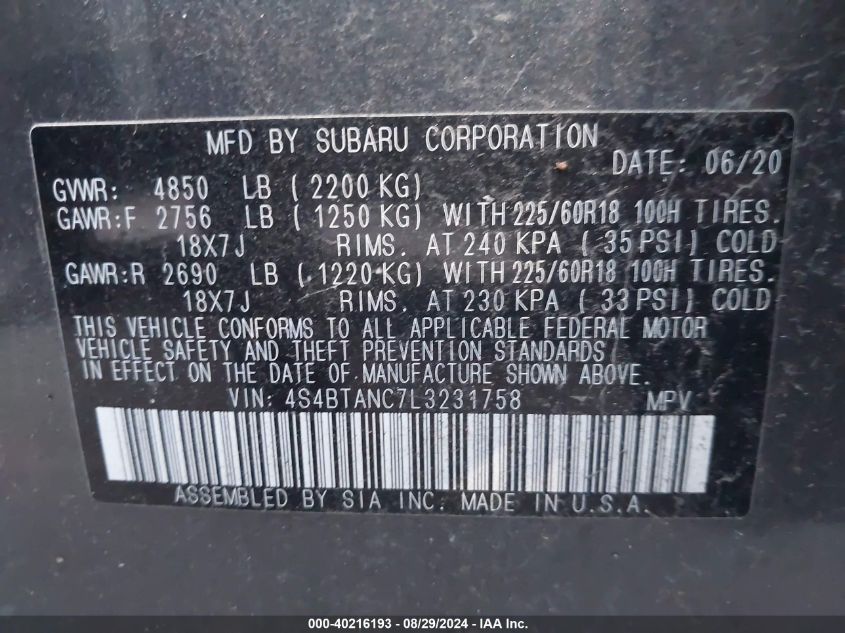 MFD BY SUBARU CORPORATION
DATE: 06/20
GVWR: 4850 LB ( 2200 KG)
GAWR:F 2756 LB ( 1250 KG) WITH 225/60R18 100H TIRES.
18X7J RIMS. AT 240 KPA ( 35 PSI) COLD
GAWR:R 2690 LB ( 1220 KG) WITH 225/60R18 100H TIRES.
18X7J RIMS. AT 230 KPA ( 33 PSI) COLD
THIS VEHICLE CONFORMS TO ALL APPLICABLE FEDERAL MOTOR
VEHICLE SAFETY AND THEFT PREVENTION STANDARDS
IN EFFECT ON THE DATE OF MANUFACTURE SHOWN ABOVE.
VIN: 4S4BTANC7L3231758 MPV
ASSEMBLED BY SIA INC. MADE IN U.S.A.
000-40216193 - 08/29/2024 - IAA Inc.